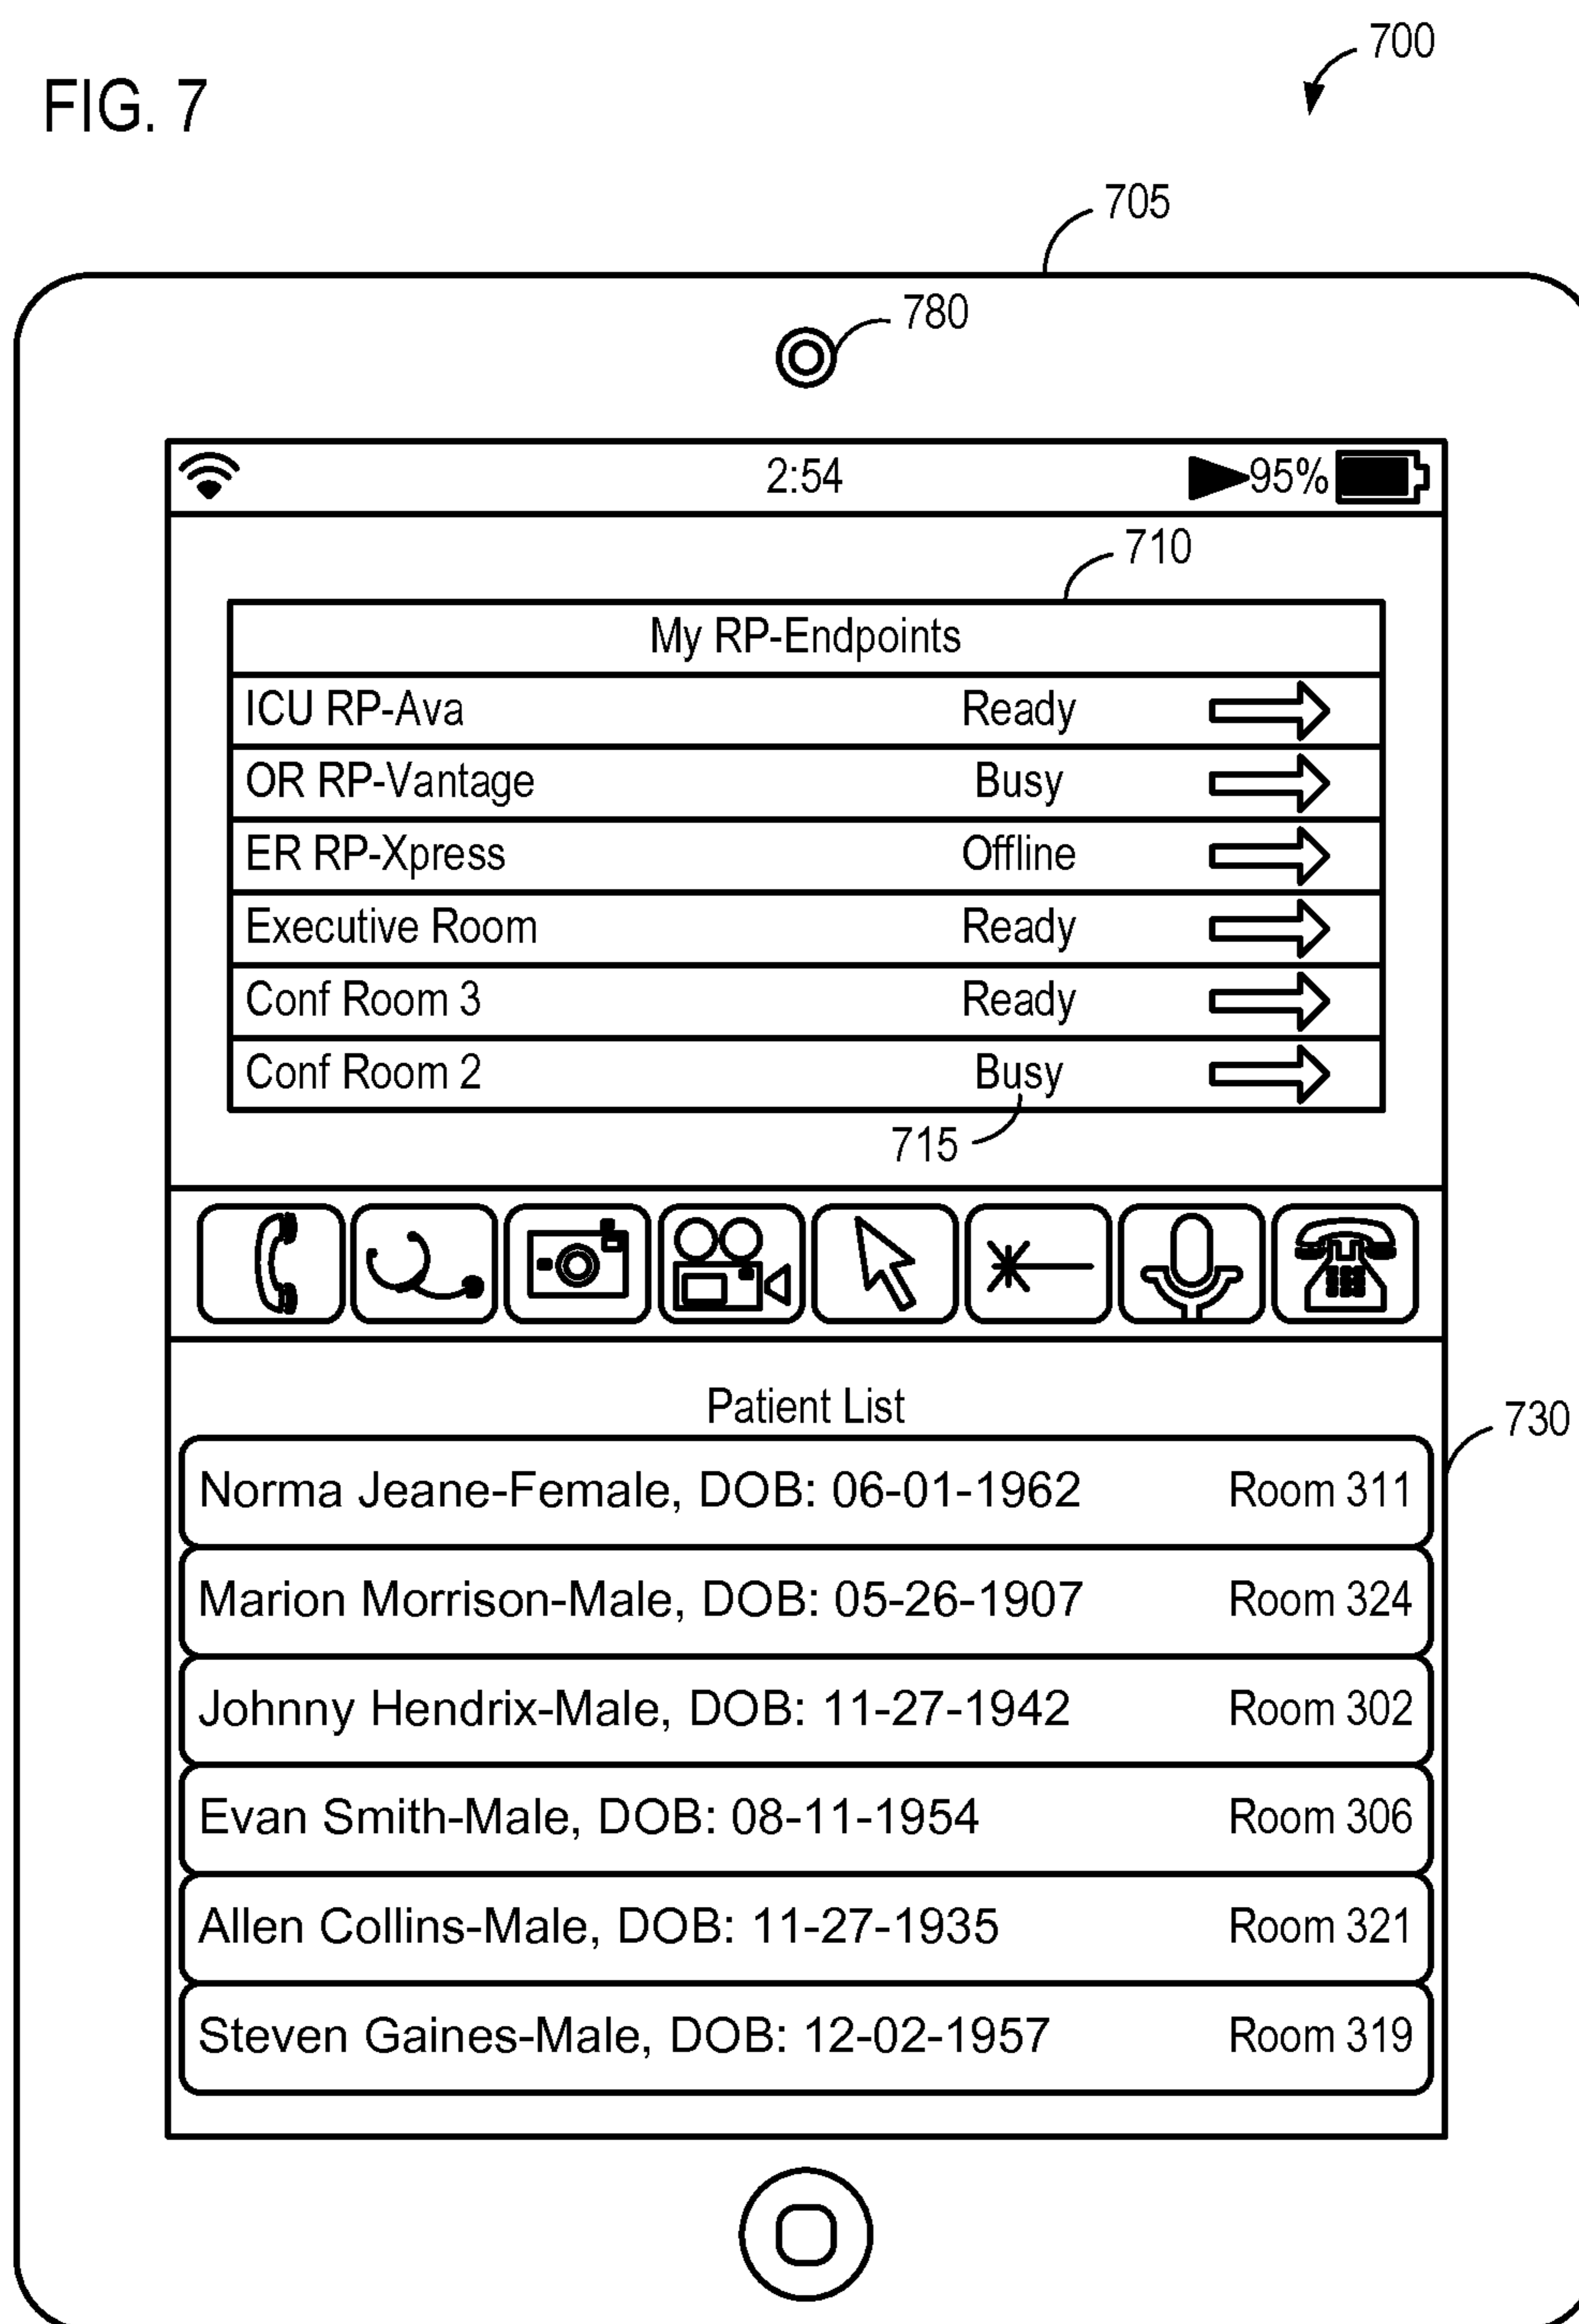 700
FIG. 7
705
780
2:54 95%
710
My RP-Endpoints
ICU RP-Ava Ready
OR RP-Vantage Busy
ER RP-Xpress Offline
Executive Room Ready
Conf Room 3 Ready
Conf Room 2 Busy
715
Patient List
730
Norma Jeane-Female, DOB: 06-01-1962 Room 311
Marion Morrison-Male, DOB: 05-26-1907 Room 324
Johnny Hendrix-Male, DOB: 11-27-1942 Room 302
Evan Smith-Male, DOB: 08-11-1954 Room 306
Allen Collins-Male, DOB: 11-27-1935 Room 321
Steven Gaines-Male, DOB: 12-02-1957 Room 319